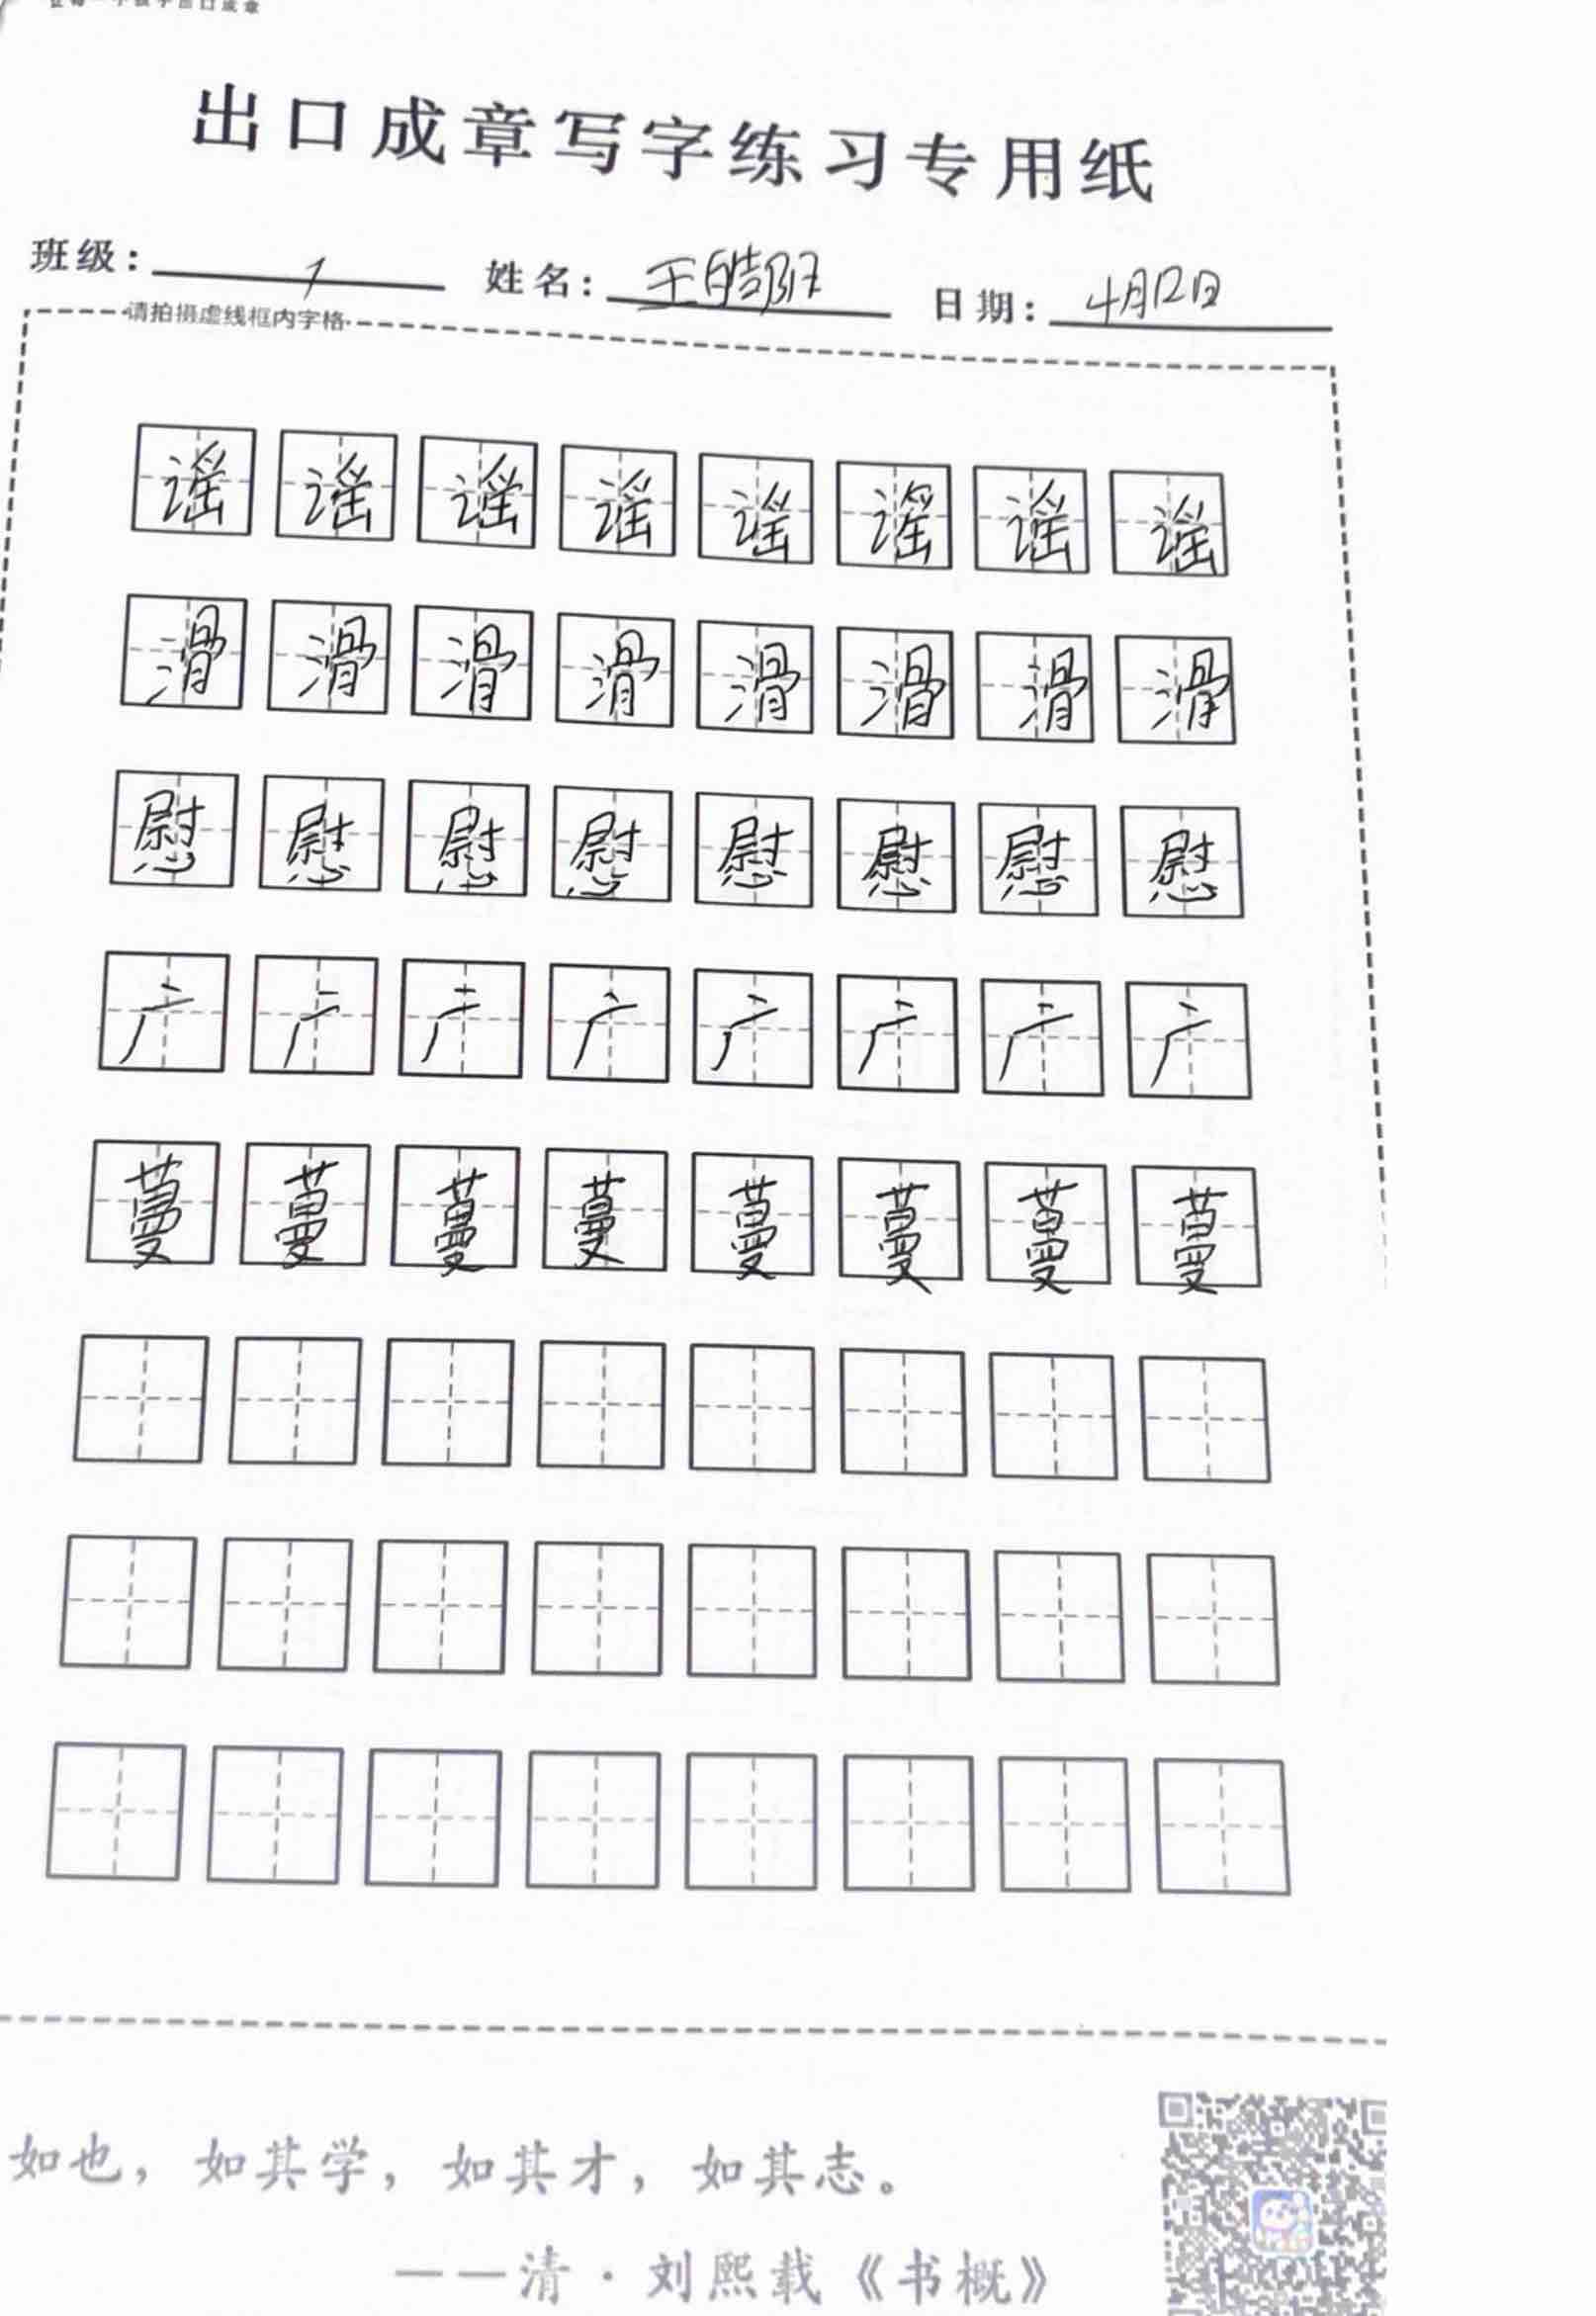 出口成章写字练习专用纸
班级: 1 姓名: 王皓阳 日期: 4月12日
请拍摄虚线框内字格
谣 谣 谣 谣 谣 谣 谣 谣
滑 滑 滑 滑 滑 滑 滑 滑
慰 慰 慰 慰 慰 慰 慰 慰
广 广 广 广 广 广 广 广
蔓 蔓 蔓 蔓 蔓 蔓 蔓 蔓
如也，如其学，如其才，如其志。
——清·刘熙载《书概》